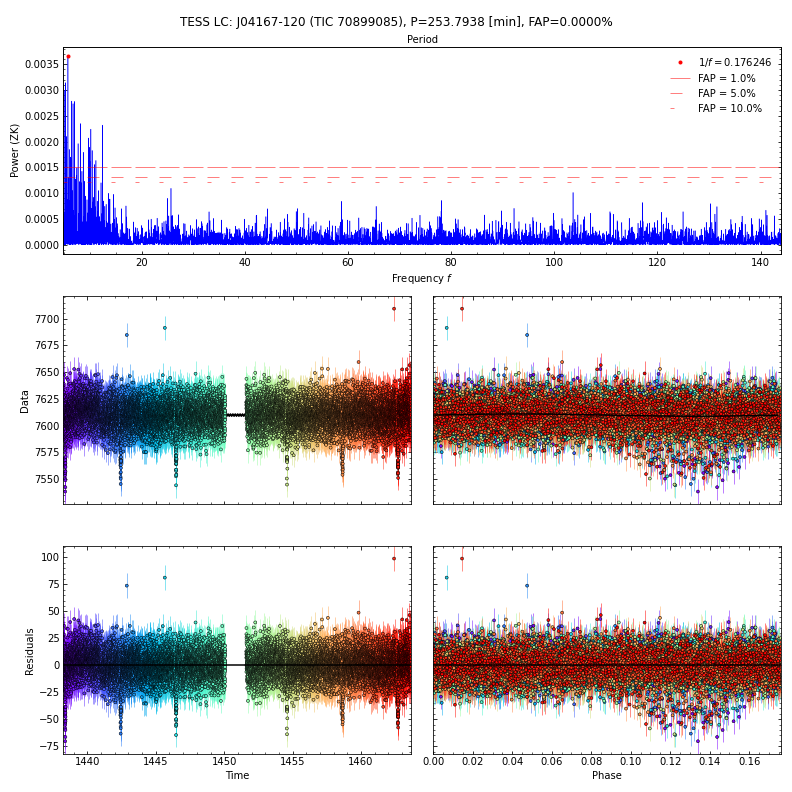 TESS LC: J04167-120 (TIC 70899085), P=253.7938 [min], FAP=0.0000%
Period
Power (ZK)
0.0035
0.0030
0.0025
0.0020
0.0015
0.0010
0.0005
0.0000
1/f = 0.176246
FAP = 1.0%
FAP = 5.0%
FAP = 10.0%
20 40 60 80 100 120 140
Frequency f
Data
7700
7675
7650
7625
7600
7575
7550
Residuals
100
75
50
25
0
−25
−50
−75
1440 1445 1450 1455 1460
Time
0.00 0.02 0.04 0.06 0.08 0.10 0.12 0.14 0.16
Phase